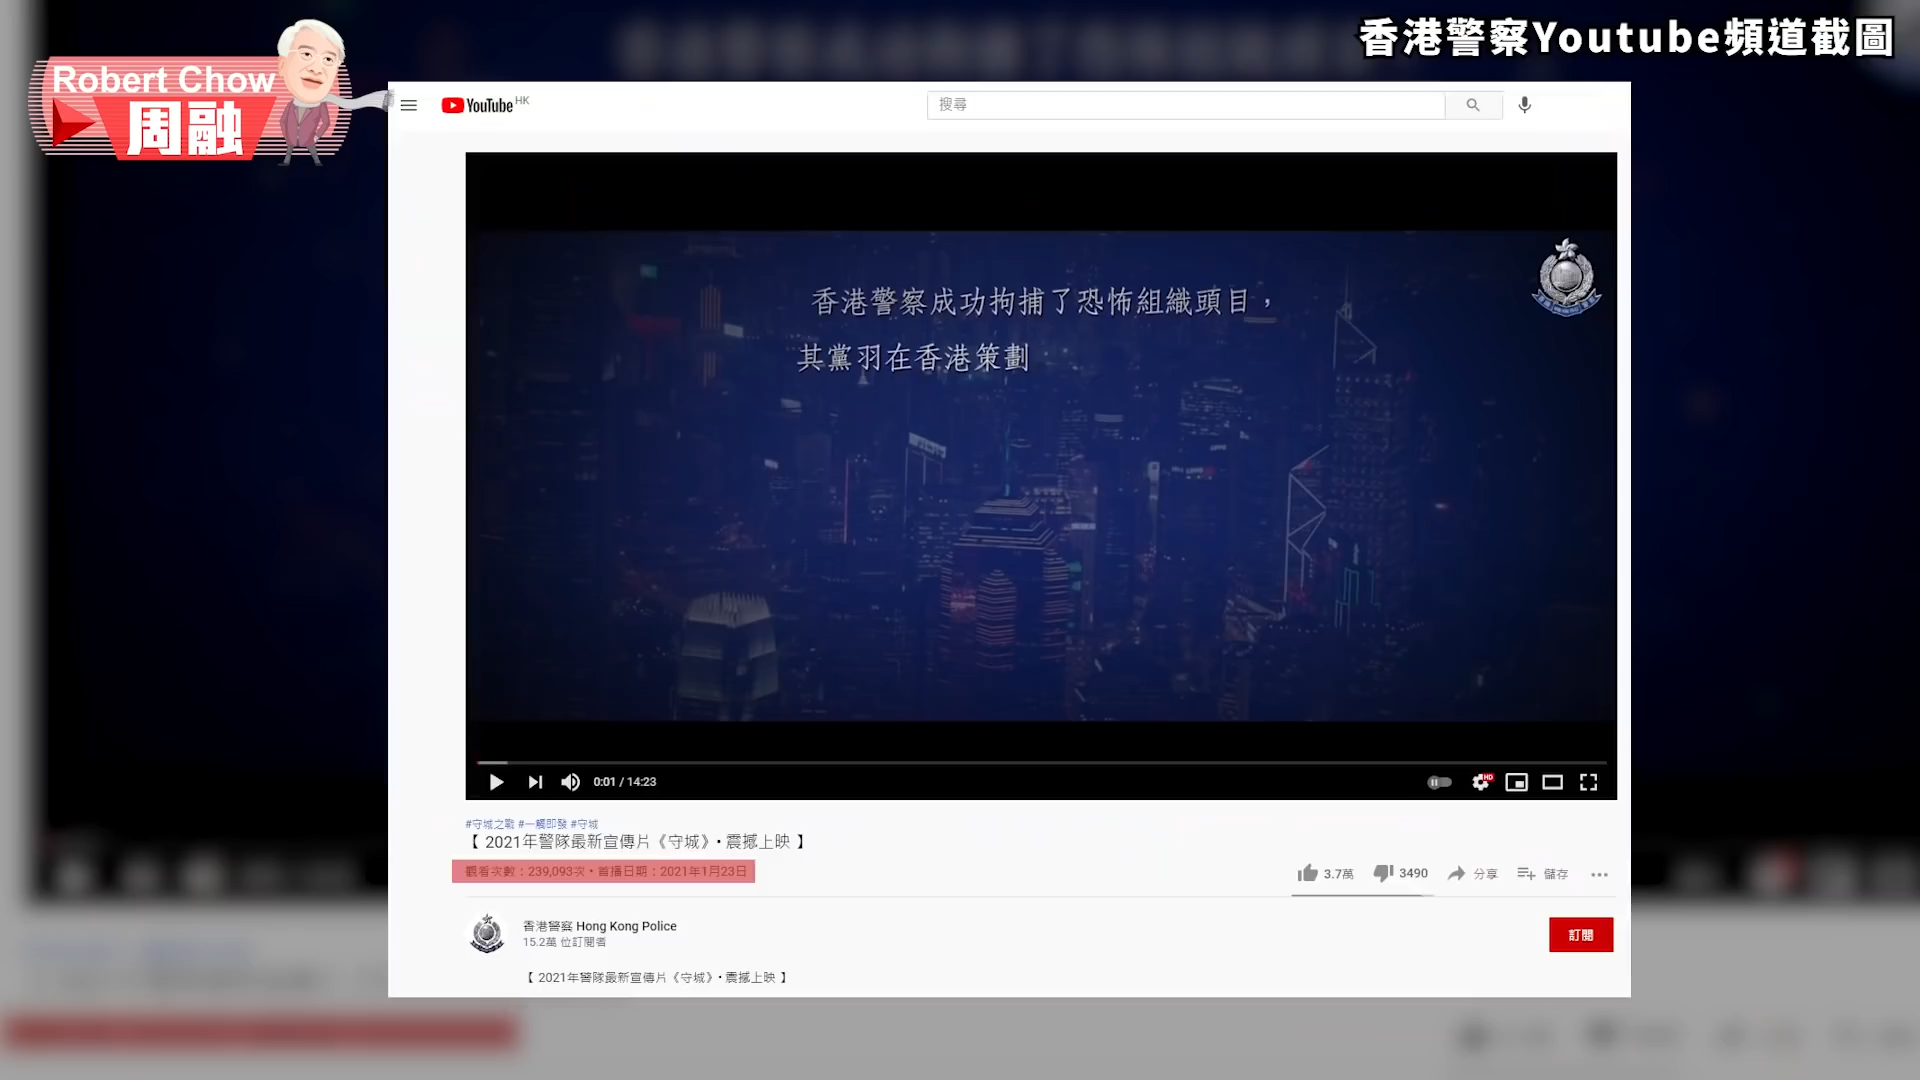 香港警察Youtube頻道截圖
Robert Chow
周融
YouTube HK
搜尋
香港警察成功拘捕了恐怖組織頭目，
其黨羽在香港策劃
0:01 / 14:23
HD
#守城之戰 #一觸即發 #守城
【 2021年警隊最新宣傳片《守城》• 震撼上映 】
觀看次數：239,093次 • 首播日期：2021年1月23日
3.7萬
3490
分享
儲存
香港警察 Hong Kong Police
15.2萬 位訂閱者
訂閱
【 2021年警隊最新宣傳片《守城》• 震撼上映 】